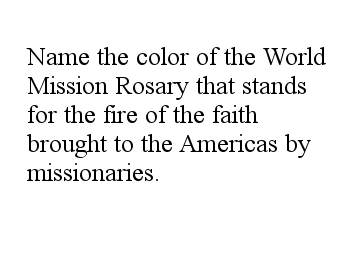 Name the color of the World
Mission Rosary that stands
for the fire of the faith
brought to the Americas by
missionaries.